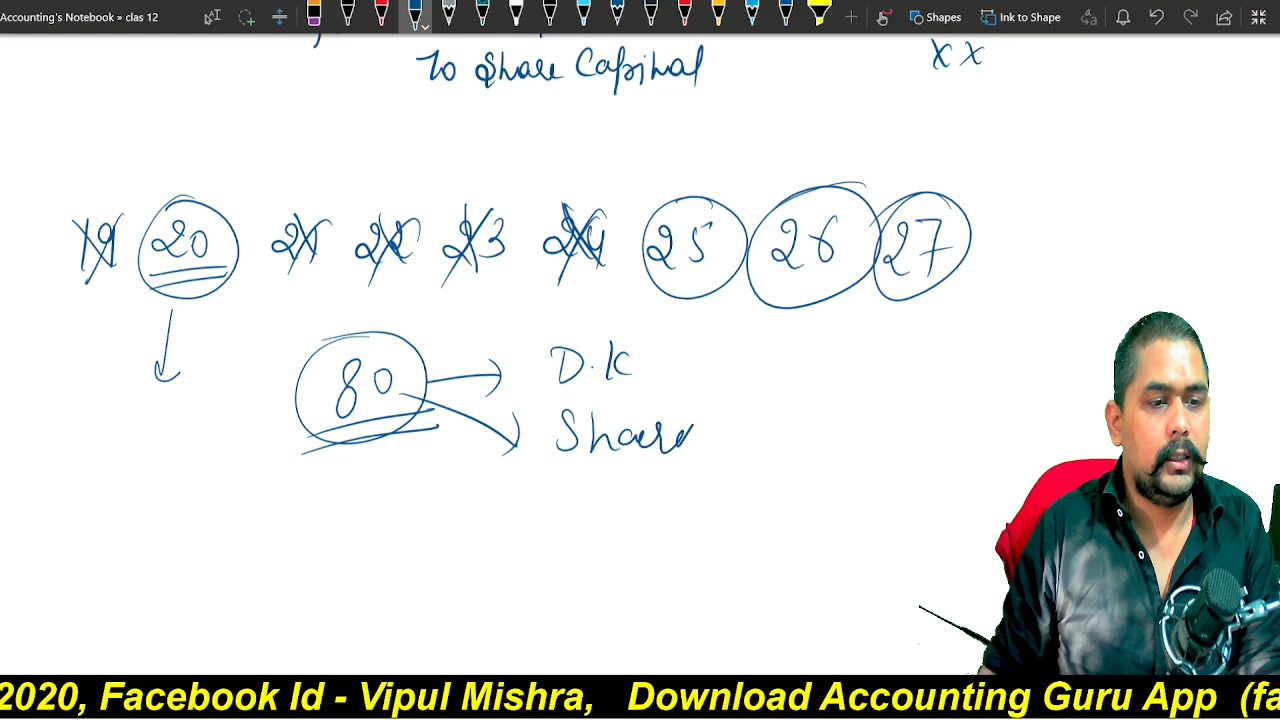 Accounting's Notebook » clas 12
Shapes
Ink to Shape
To Share Capital
X X
19 20 21 22 23 24 25 26 27
80
D.K
Share
2020, Facebook Id - Vipul Mishra, Download Accounting Guru App (fa